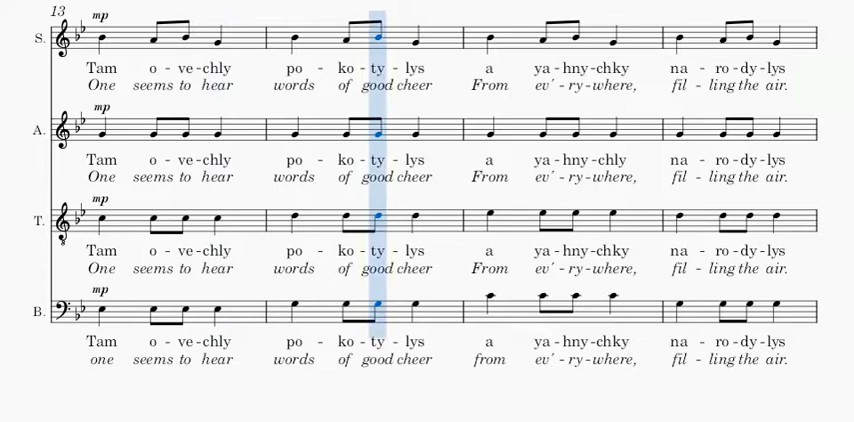 13
mp
S.
Tam o - ve - chly po - ko - ty - lys a ya - hny - chky na - ro - dy - lys
One seems to hear words of good cheer From ev' - ry - where, fil - ling the air.
mp
A.
Tam o - ve - chly po - ko - ty - lys a ya - hny - chly na - ro - dy - lys
One seems to hear words of good cheer From ev' - ry - where, fil - ling the air.
mp
T.
8
Tam o - ve - chly po - ko - ty - lys a ya - hny - chky na - ro - dy - lys
One seems to hear words of good cheer From ev' - ry - where, fil - ling the air.
mp
B.
Tam o - ve - chly po - ko - ty - lys a ya - hny - chky na - ro - dy - lys
one seems to hear words of good cheer from ev' - ry - where, fil - ling the air.